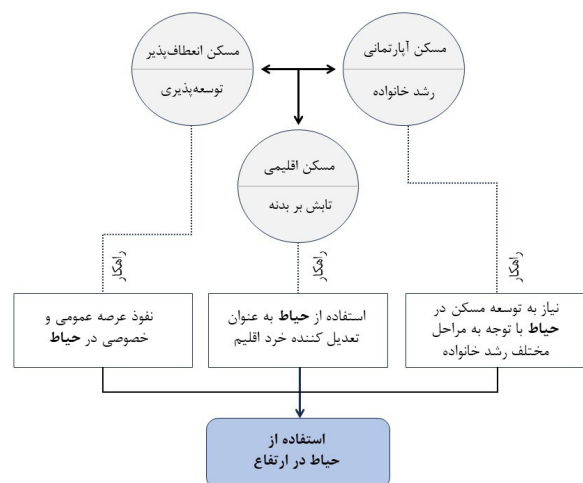 مسکن آپارتمانی
رشد خانواده
مسکن انعطاف‌پذیر
توسعه‌پذیری
مسکن اقلیمی
تابش بر بدنه
راهکار
راهکار
راهکار
نیاز به توسعه مسکن در
حیاط با توجه به مراحل
مختلف رشد خانواده
استفاده از حیاط به عنوان
تعدیل کننده خرد اقلیم
نفوذ عرصه عمومی و
خصوصی در حیاط
استفاده از
حیاط در ارتفاع